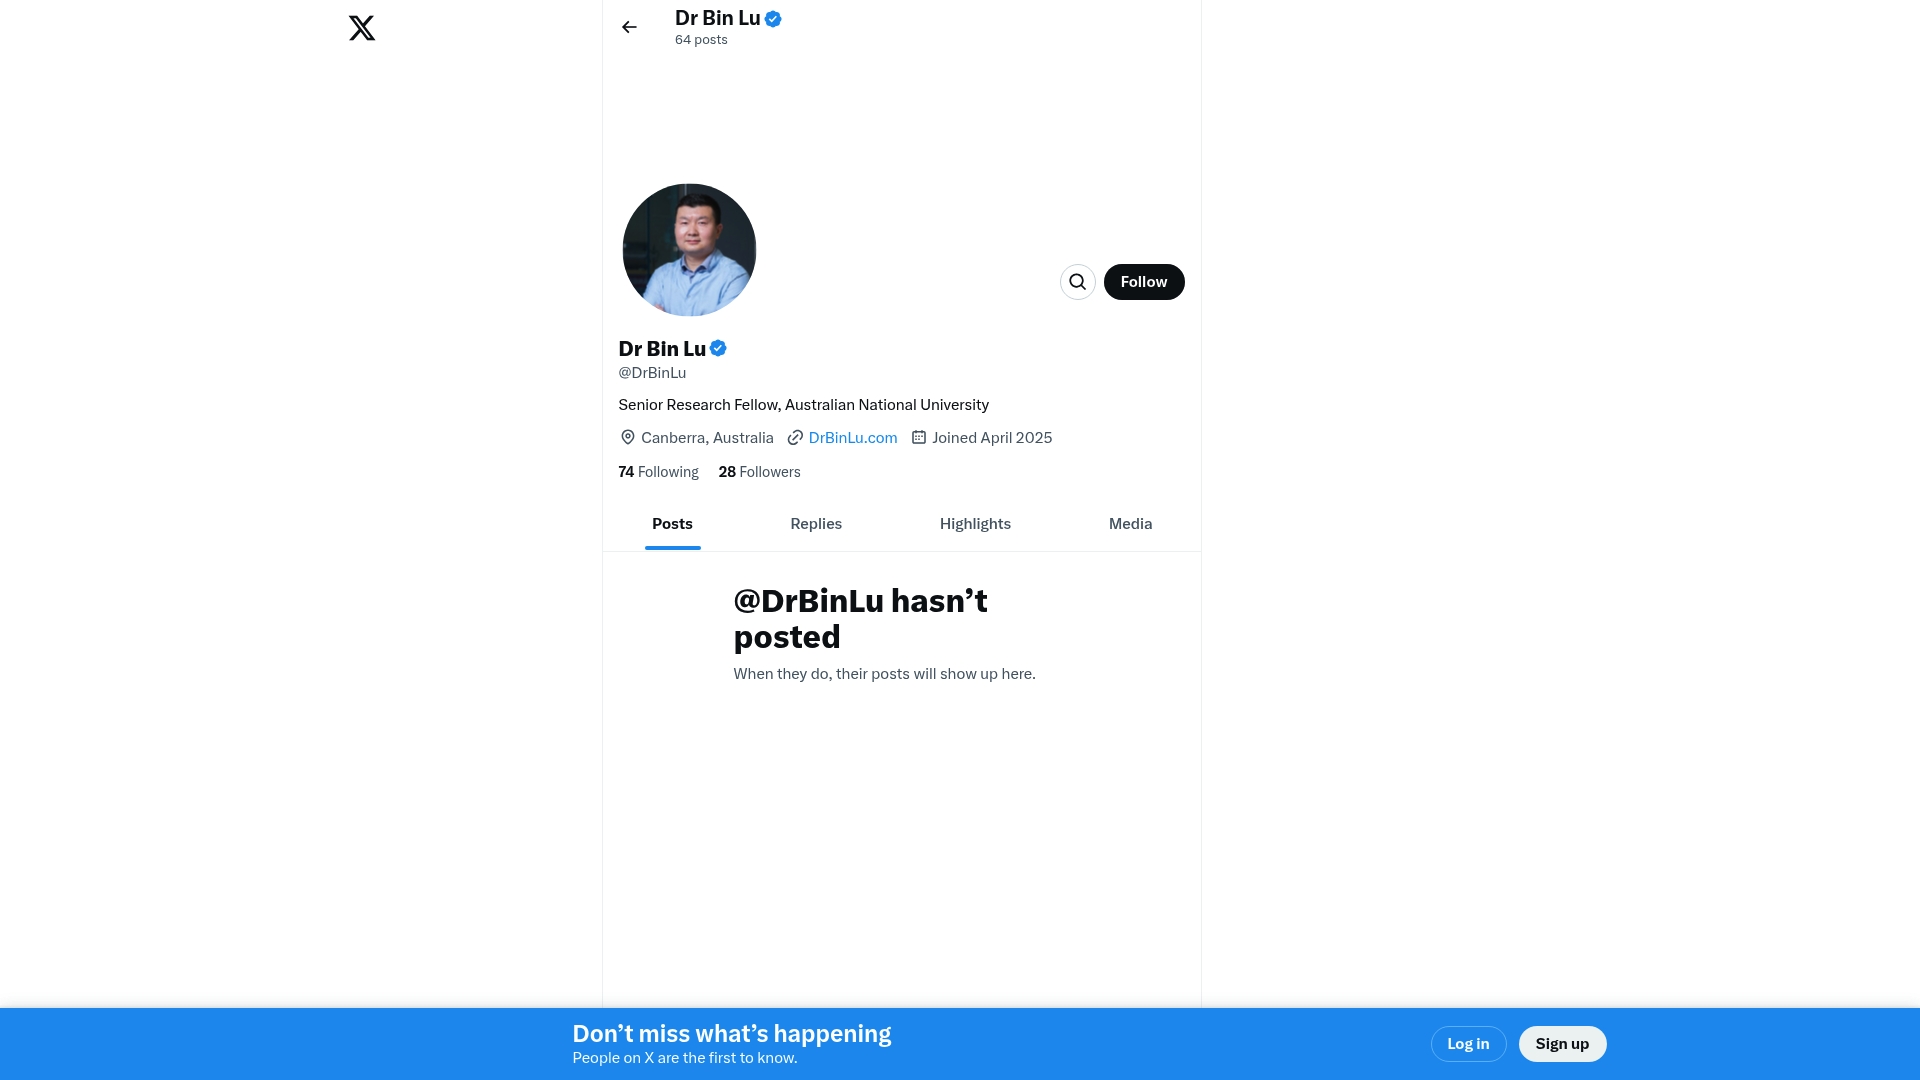 Dr Bin Lu
64 posts
Follow
Dr Bin Lu
@DrBinLu
Senior Research Fellow, Australian National University
Canberra, Australia DrBinLu.com Joined April 2025
74 Following 28 Followers
Posts Replies Highlights Media
@DrBinLu hasn’t
posted
When they do, their posts will show up here.
Don’t miss what’s happening
People on X are the first to know.
Log in Sign up